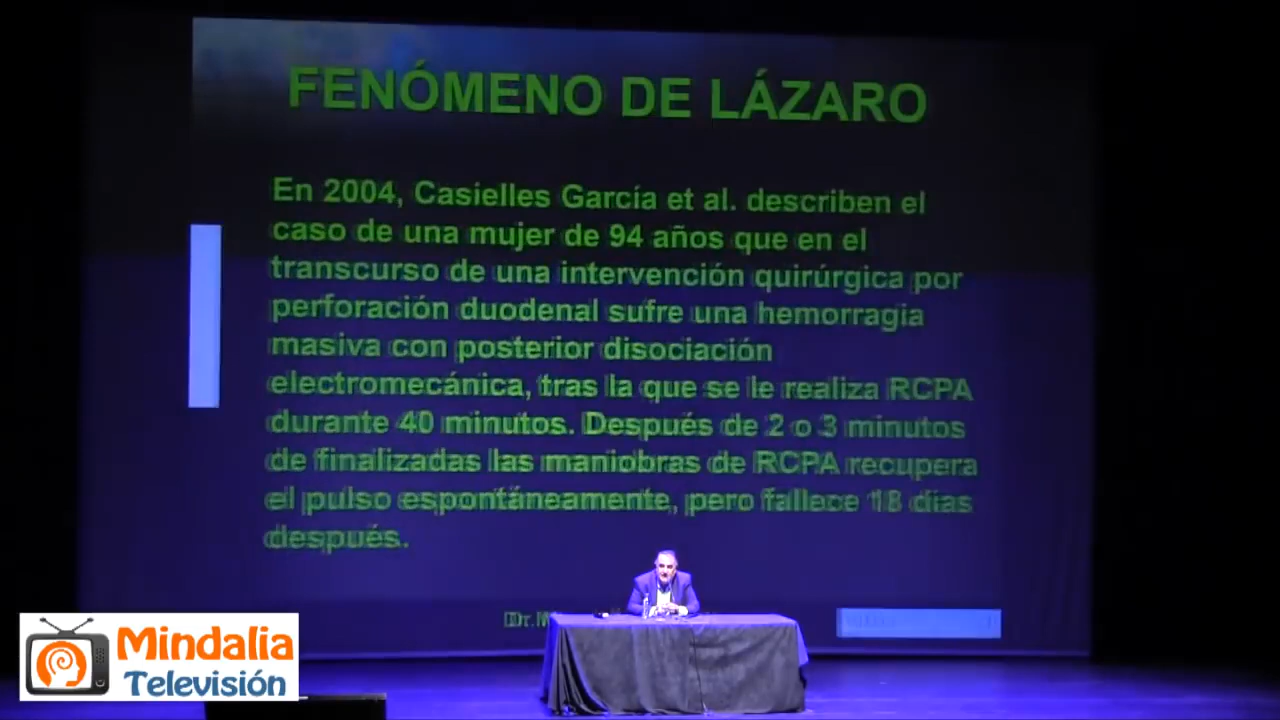 FENÓMENO DE LÁZARO
En 2004, Casielles García et al. describen el
caso de una mujer de 94 años que en el
transcurso de una intervención quirúrgica por
perforación duodenal sufre una hemorragia
masiva con posterior disociación
electromecánica, tras la que se le realiza RCPA
durante 40 minutos. Después de 2 o 3 minutos
de finalizadas las maniobras de RCPA recupera
el pulso espontáneamente, pero fallece 18 dias
después.
Dr.
Mindalia
Televisión